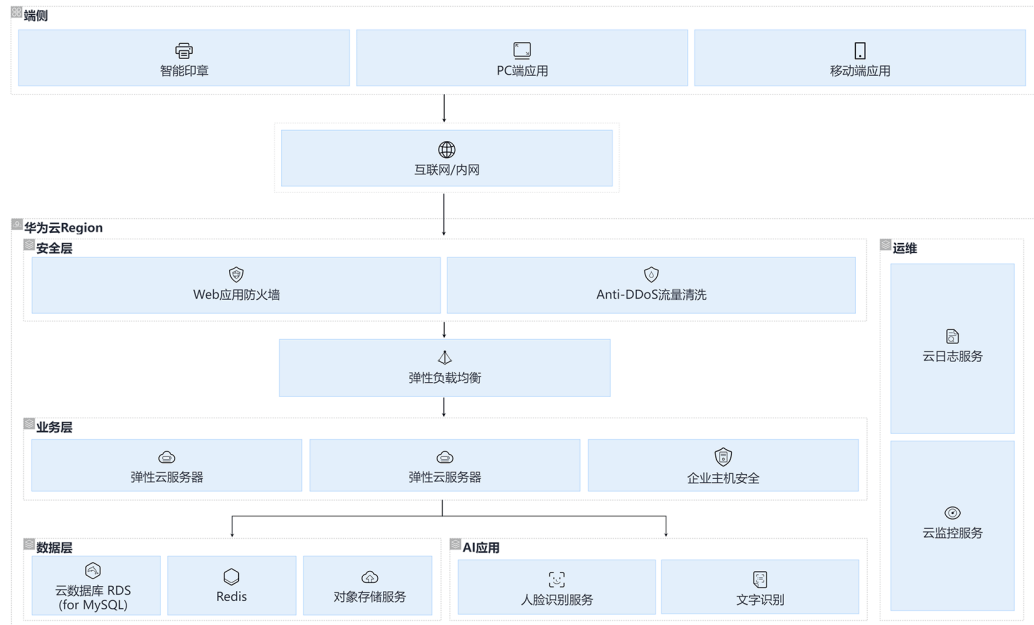 端侧
智能印章
PC端应用
移动端应用
互联网/内网
华为云Region
安全层
Web应用防火墙
Anti-DDoS流量清洗
弹性负载均衡
业务层
弹性云服务器
弹性云服务器
企业主机安全
数据层
云数据库 RDS
(for MySQL)
Redis
对象存储服务
AI应用
人脸识别服务
文字识别
运维
云日志服务
云监控服务